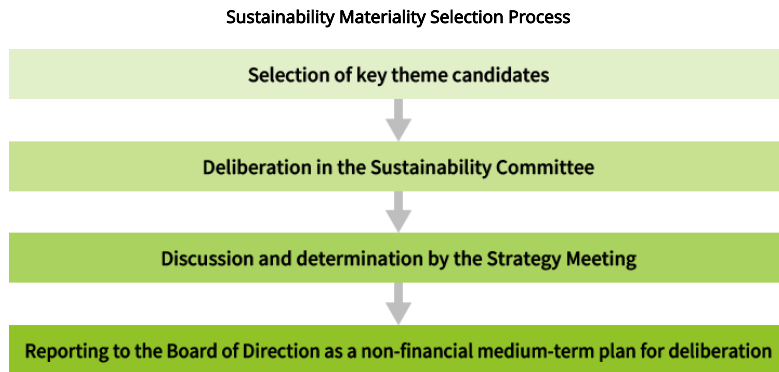 Sustainability Materiality Selection Process
Selection of key theme candidates
Deliberation in the Sustainability Committee
Discussion and determination by the Strategy Meeting
Reporting to the Board of Direction as a non-financial medium-term plan for deliberation